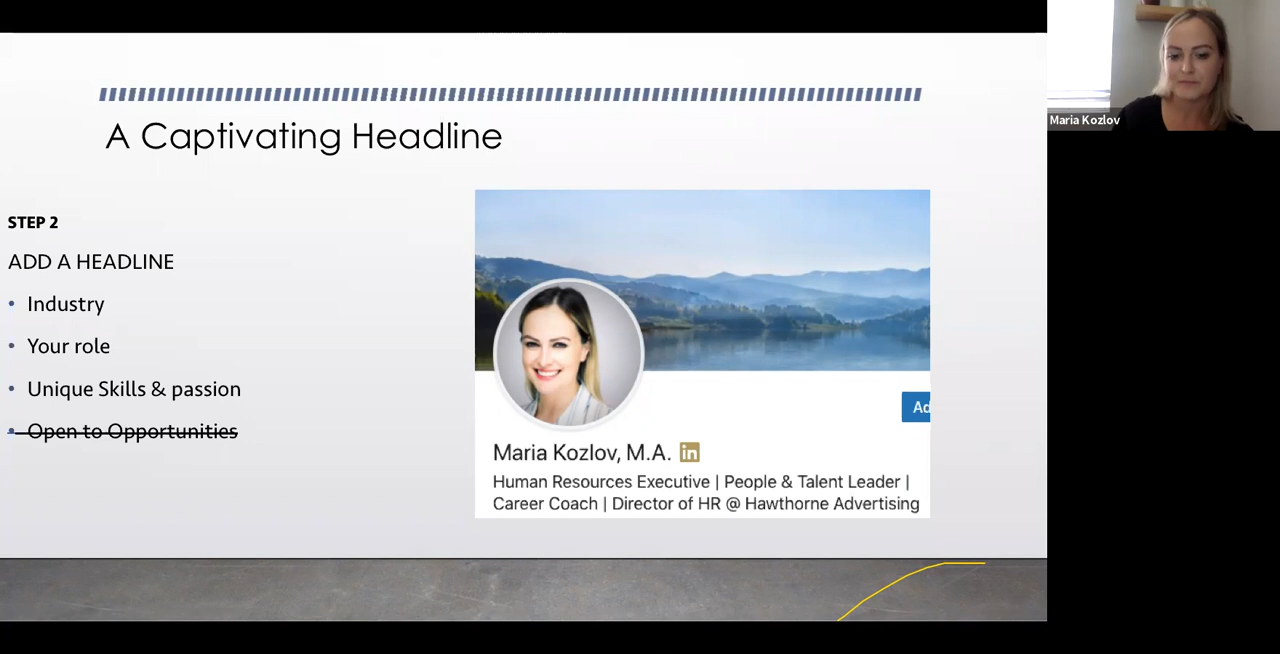 A Captivating Headline
STEP 2
ADD A HEADLINE
• Industry
• Your role
• Unique Skills & passion
• Open to Opportunities
Ad
Maria Kozlov, M.A. in
Human Resources Executive | People & Talent Leader |
Career Coach | Director of HR @ Hawthorne Advertising
Maria Kozlov